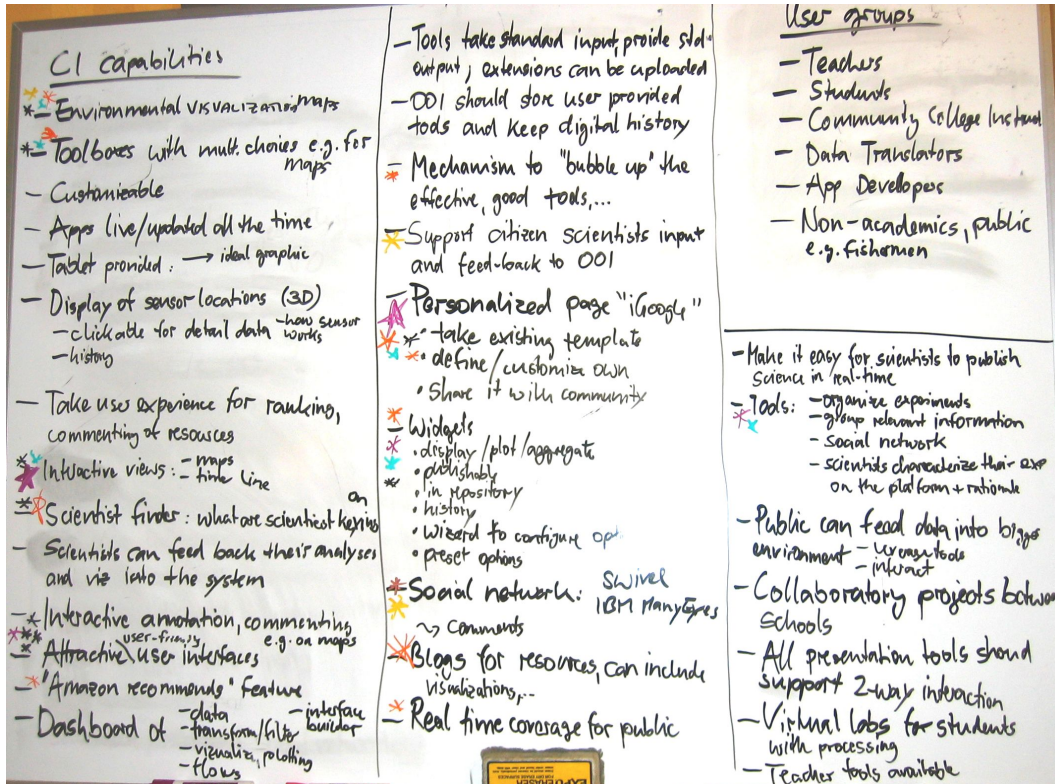 CI capabilities
- Environmental visualization, maps
- Toolboxes with mult. choices e.g. for
maps
- Customizable
- Apps live/updated all the time
- Tablet provided: → ideal graphic
- Display of sensor locations (3D)
- clickable for detail data - how sensor
works
- history
- Take user experience for ranking,
commenting of resources
- Interactive views: - maps
- time line
- Scientist finder: what are scientist keying
on
- Scientists can feed back their analyses
and viz into the system
- Interactive annotation, commenting
e.g. on maps
- Attractive \ user interfaces
user-friendly
- "Amazon recommends" feature
- Dashboard of - data - interface
builder
- transform/filter
- vizualize, plotting
- flows
- Tools take standard input, provide std.
output, extensions can be uploaded
- OOI should store user provided
tools and keep digital history
- Mechanism to "bubble up" the
effective, good tools,...
- Support citizen scientists input
and feed-back to OOI
- Personalized page "iGoogle"
• take existing template
• define/customize own
• Share it with community
- Widgets
• display/plot/aggregate
• publishably
• in repository
• history
• Wizard to configure opt
• preset options
- Social network: Swivel
IBM ManyEyes
↝ Comments
- Blogs for resources, can include
visualizations,...
- Real time coverage for public
User groups
- Teachers
- Students
- Community College Instruct
- Data Translators
- App Developers
- Non-academics, public
e.g. fishermen
- Make it easy for scientists to publish
Science in real-time
- Tools: - organize experiments
- group relevant information
- social network
- scientists characterize their exp
on the platform + rationale
- Public can feed data into bigger
environment - leverage tools
- interact
- Collaboratory projects between
schools
- All presentation tools should
support 2-way interaction
- Virtual labs for students
with processing
- Teacher tools available